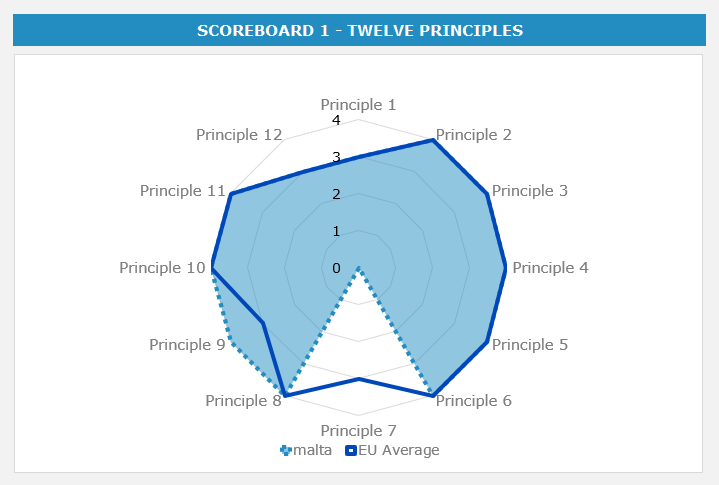 SCOREBOARD 1 - TWELVE PRINCIPLES
Principle 1
4
Principle 12
Principle 2
3
Principle 11
Principle 3
2
1
Principle 10
0
Principle 4
Principle 9
Principle 5
Principle 8
Principle 6
Principle 7
malta EU Average